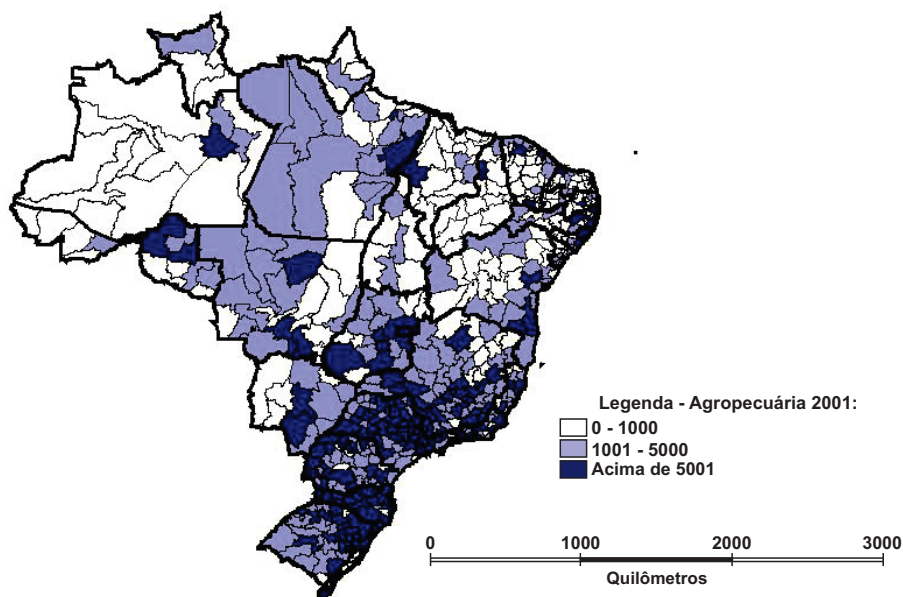 Legenda - Agropecuária 2001:
0 - 1000
1001 - 5000
Acima de 5001
0 1000 2000 3000
Quilômetros